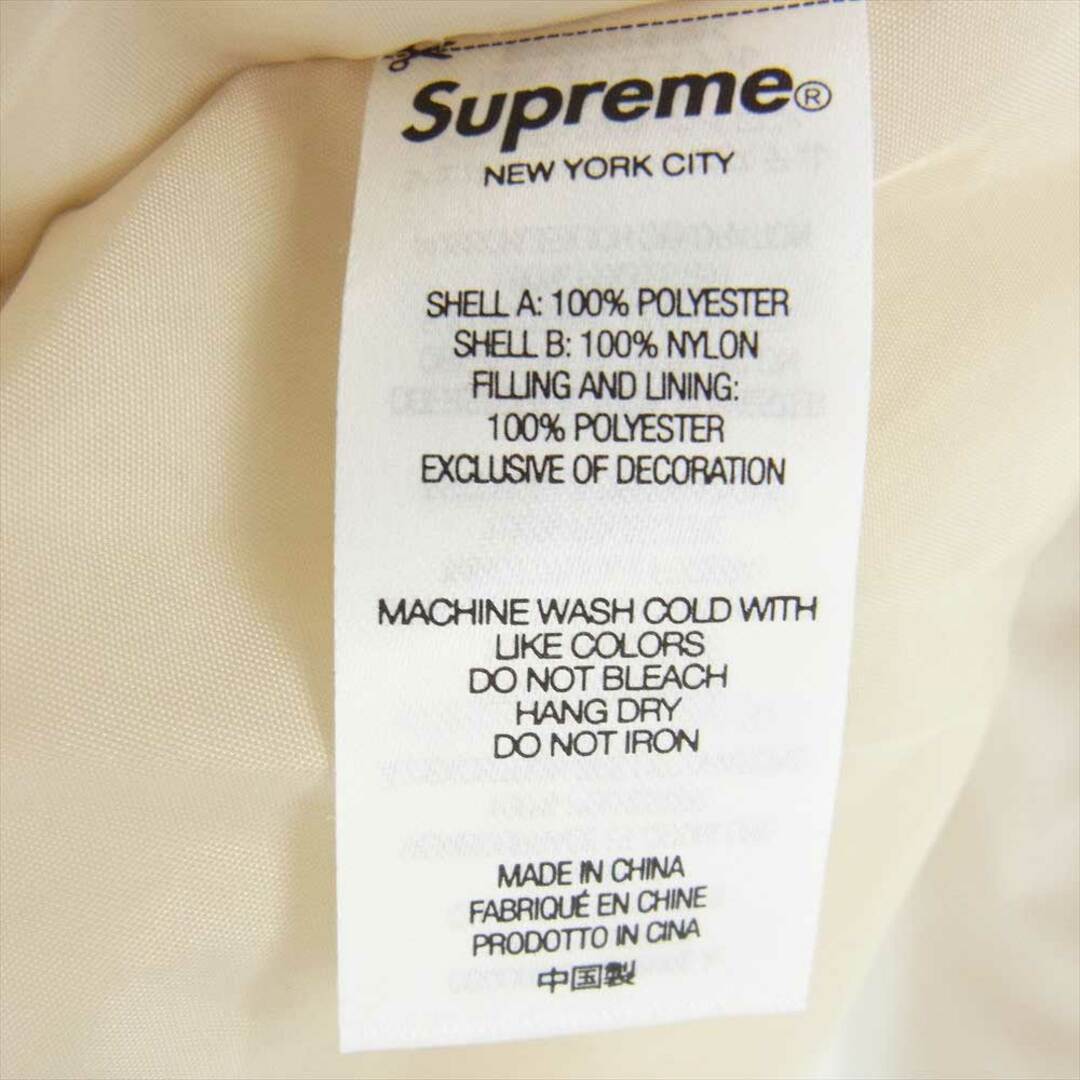 Supreme®
NEW YORK CITY
SHELL A: 100% POLYESTER
SHELL B: 100% NYLON
FILLING AND LINING:
100% POLYESTER
EXCLUSIVE OF DECORATION
MACHINE WASH COLD WITH
LIKE COLORS
DO NOT BLEACH
HANG DRY
DO NOT IRON
MADE IN CHINA
FABRIQUÉ EN CHINE
PRODOTTO IN CINA
中国製